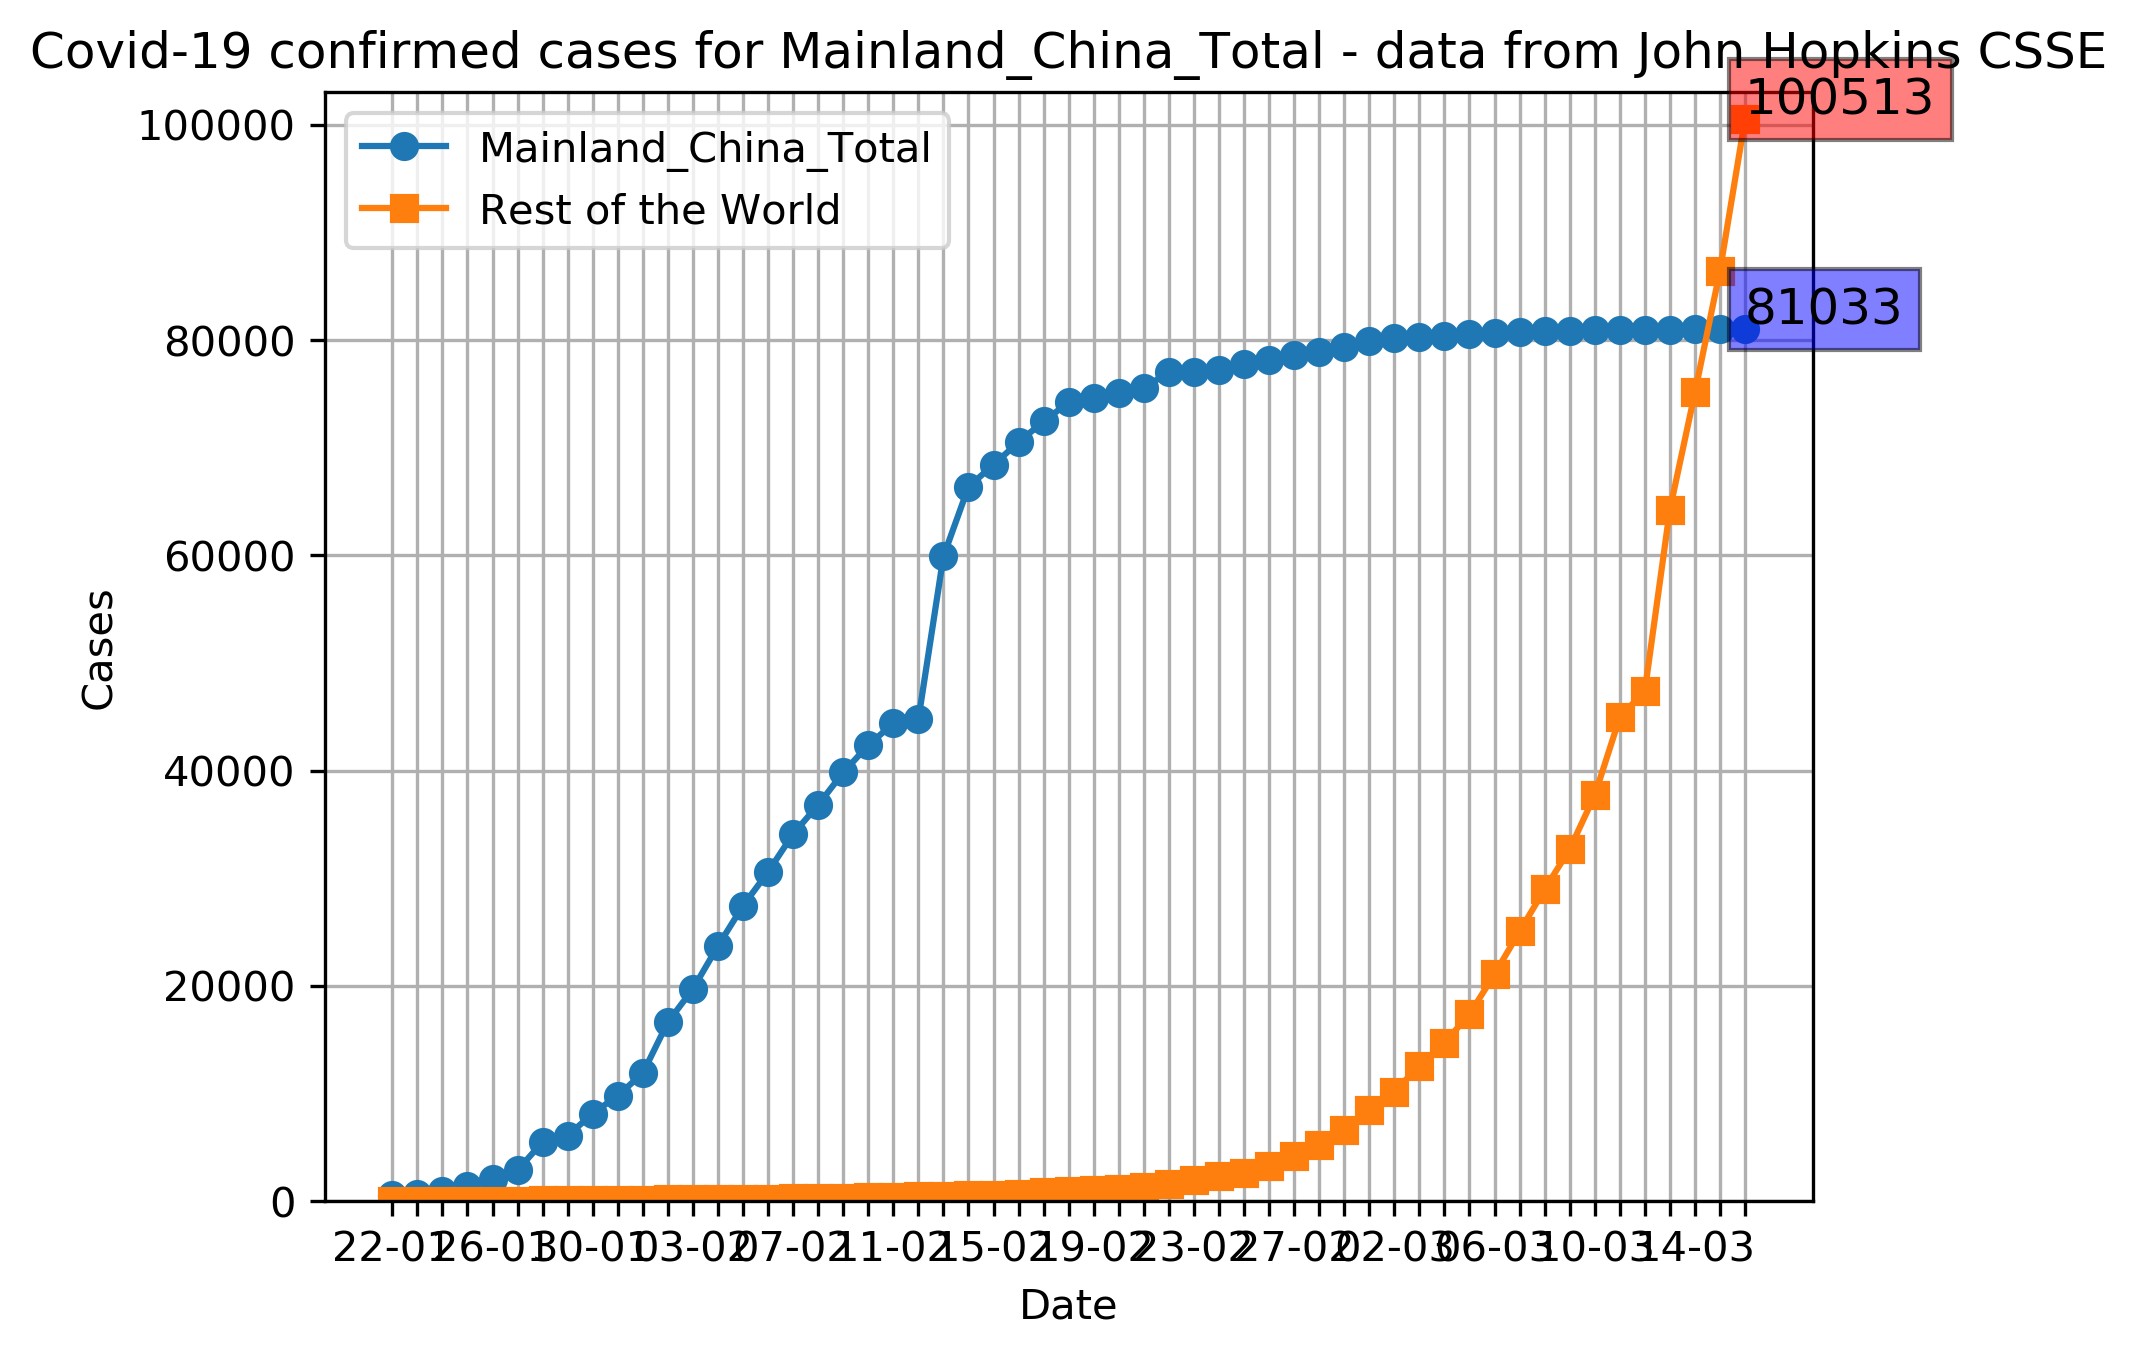 Covid-19 confirmed cases for Mainland_China_Total - data from John Hopkins CSSE
100513
100000
Mainland_China_Total
Rest of the World
81033
80000
60000
Cases
40000
20000
0
22-01 26-01 30-01 03-02 07-02 11-02 15-02 19-02 23-02 27-02 02-03 06-03 10-03 14-03
Date